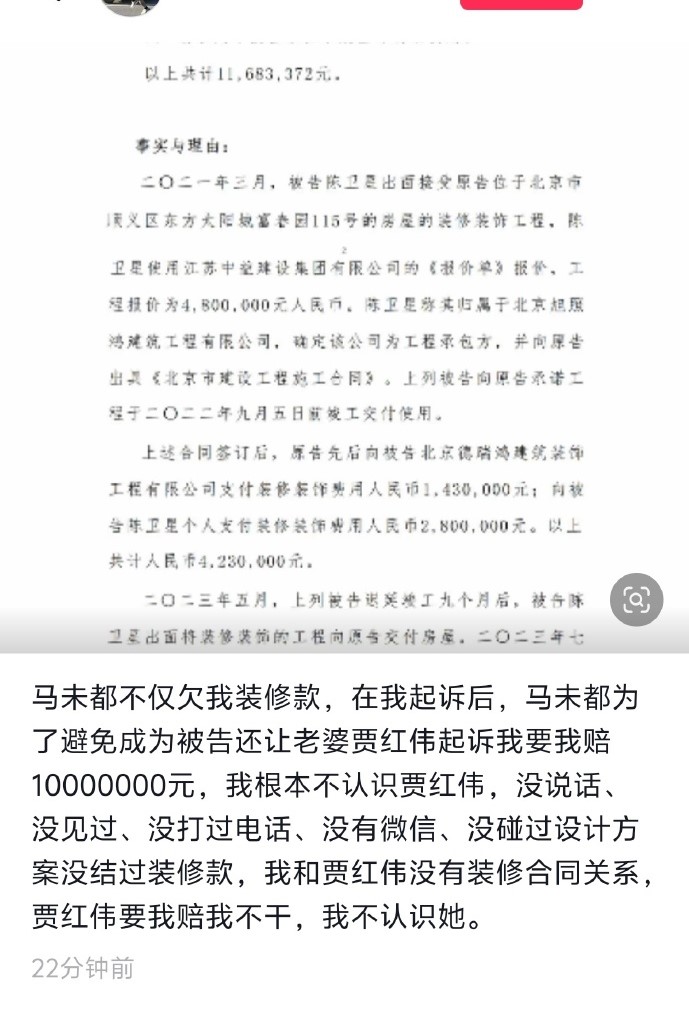 以上共计11,683,372元。
事实与理由：
二〇二一年三月，被告陈卫星出面接受原告位于北京市
顺义区东方太阳城富春园115号的房屋的装修装饰工程。陈
2
卫星使用江苏中益建设集团有限公司的《报价单》报价、工
程报价为4,800,000元人民币。陈卫星称其归属于北京旭照
鸿建筑工程有限公司，确定该公司为工程承包方，并向原告
出具《北京市建设工程施工合同》。上列被告向原告承诺工
程于二〇二二年九月五日前竣工交付使用。
上述合同签订后，原告先后向被告北京德瑞鸿建筑装饰
工程有限公司支付装修装饰费用人民币1,430,000元；向被
告陈卫星个人支付装修装饰费用人民币2,800,000元。以上
共计人民币4,230,000元。
二〇二三年五月，上列被告迟延竣工九个月后，被告陈
卫星出面将装修装饰的工程向原告交付房屋。二〇二三年七
马未都不仅欠我装修款，在我起诉后，马未都为
了避免成为被告还让老婆贾红伟起诉我要我赔
10000000元，我根本不认识贾红伟，没说话、
没见过、没打过电话、没有微信、没碰过设计方
案没结过装修款，我和贾红伟没有装修合同关系，
贾红伟要我赔我不干，我不认识她。
22分钟前